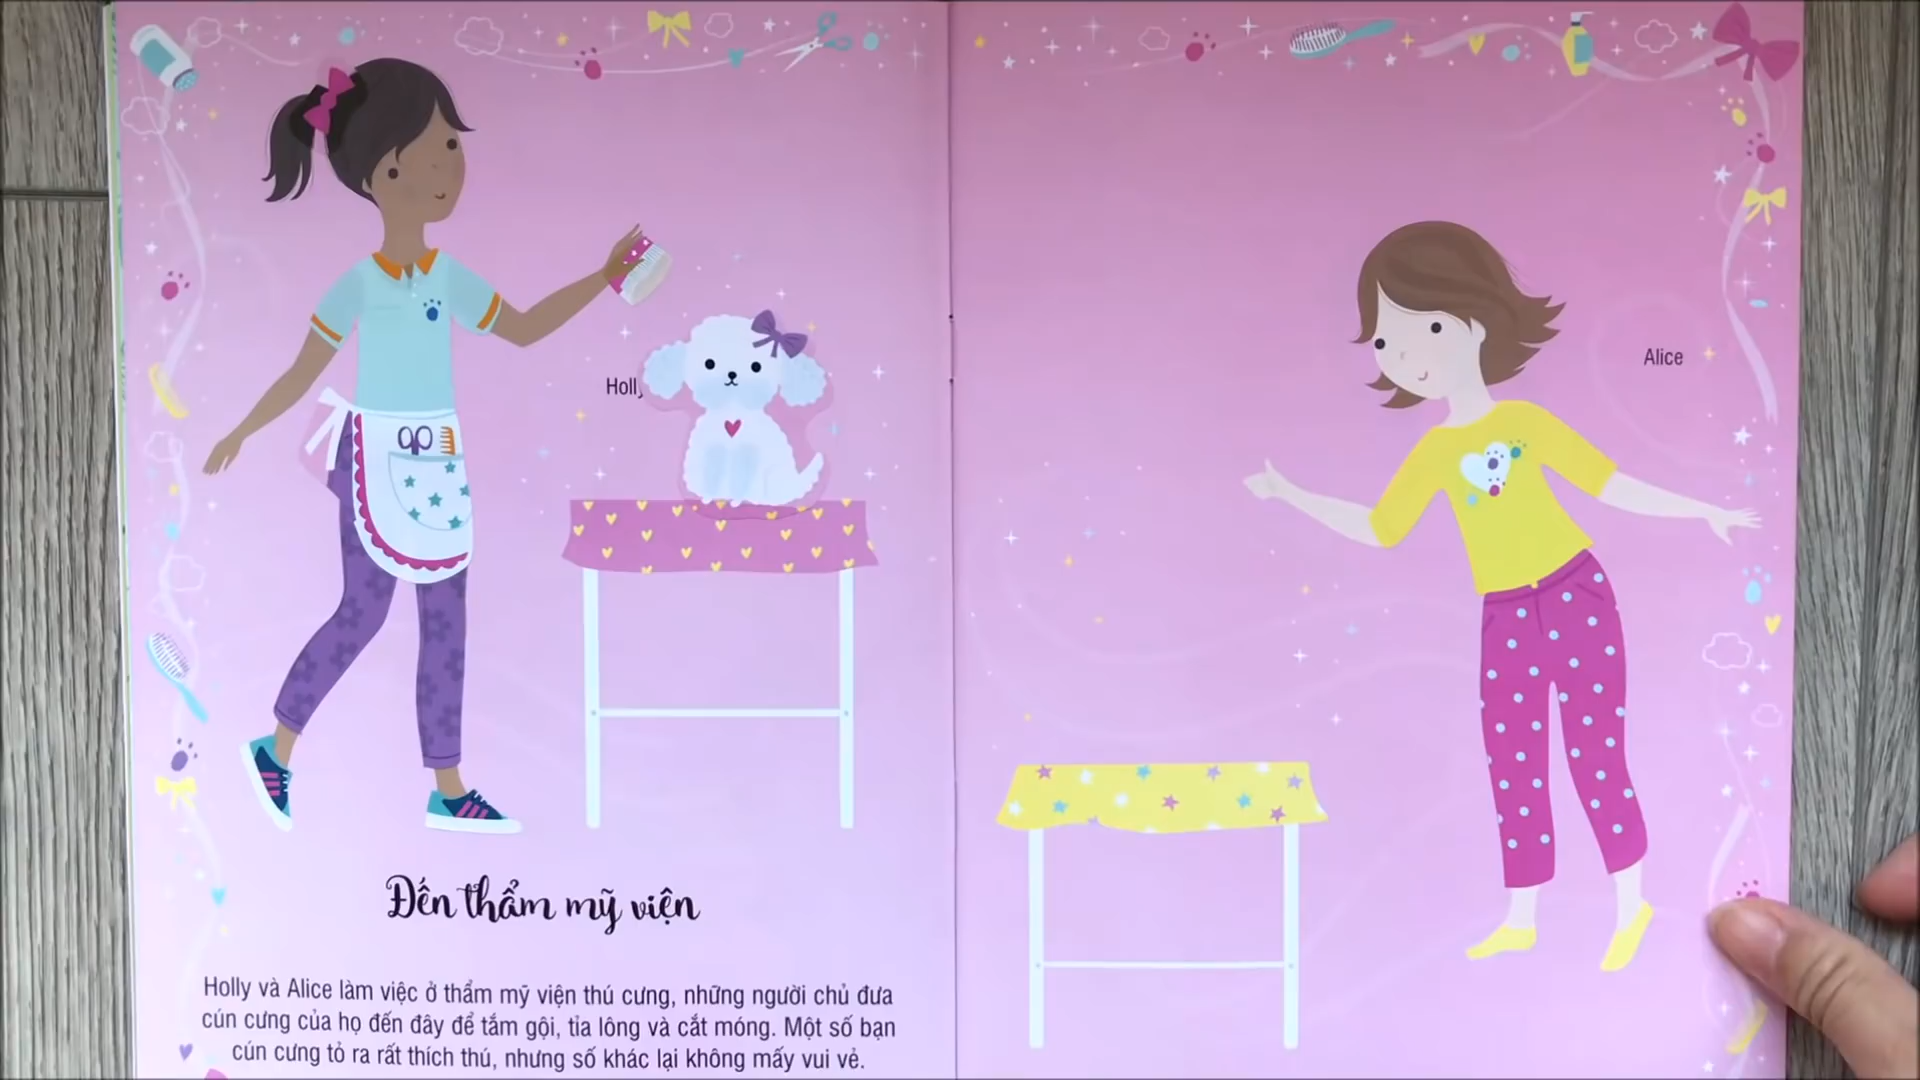 Holly
Alice
Đến thẩm mỹ viện
Holly và Alice làm việc ở thẩm mỹ viện thú cưng, những người chủ đưa
cún cưng của họ đến đây để tắm gội, tỉa lông và cắt móng. Một số bạn
cún cưng tỏ ra rất thích thú, nhưng số khác lại không mấy vui vẻ.